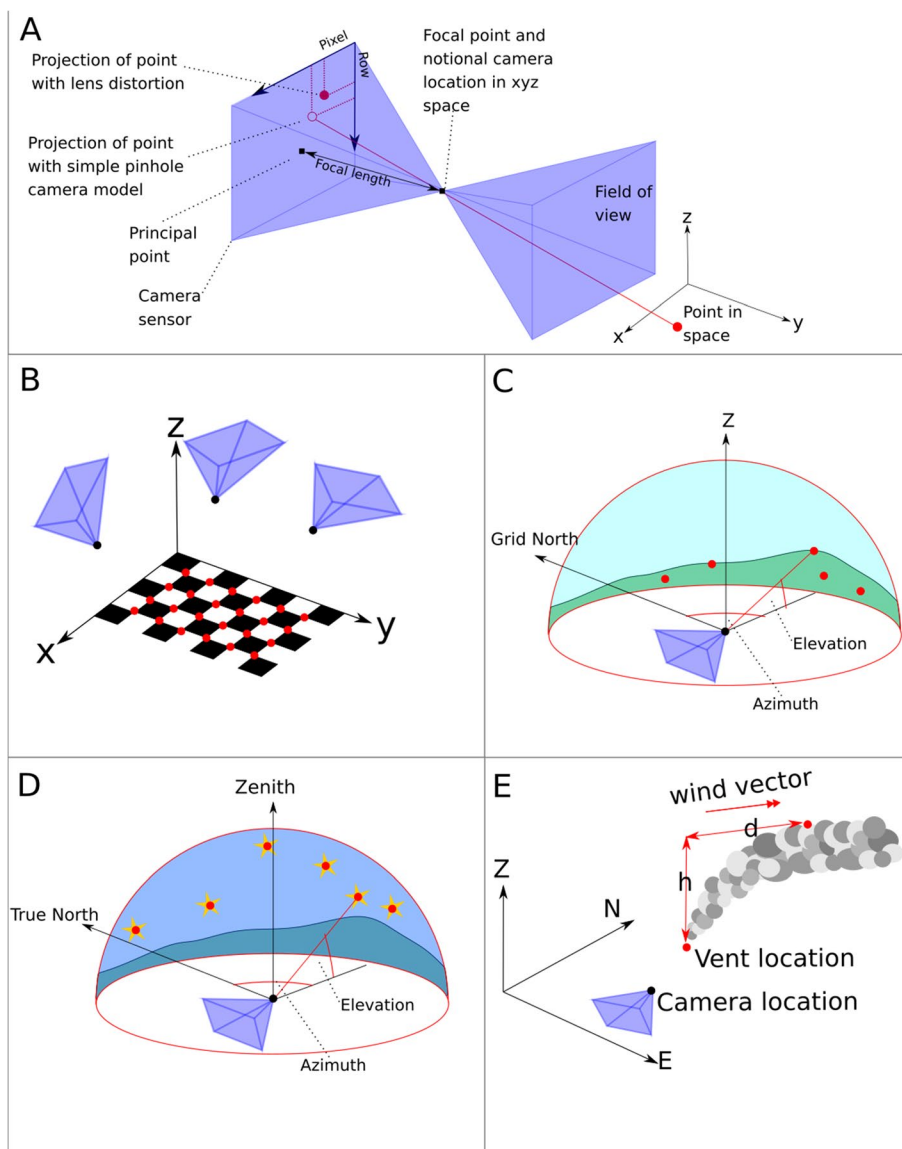 A
Projection of point
with lens distortion
Pixel
Row
Focal point and
notional camera
location in xyz
space
Projection of point
with simple pinhole
camera model
Focal length
Field of
view
Principal
point
Camera
sensor
z
x
y
Point in
space
B
z
x
y
C
Z
Grid North
Elevation
Azimuth
D
Zenith
True North
Elevation
Azimuth
E
wind vector
d
h
Z
N
Vent location
Camera location
E